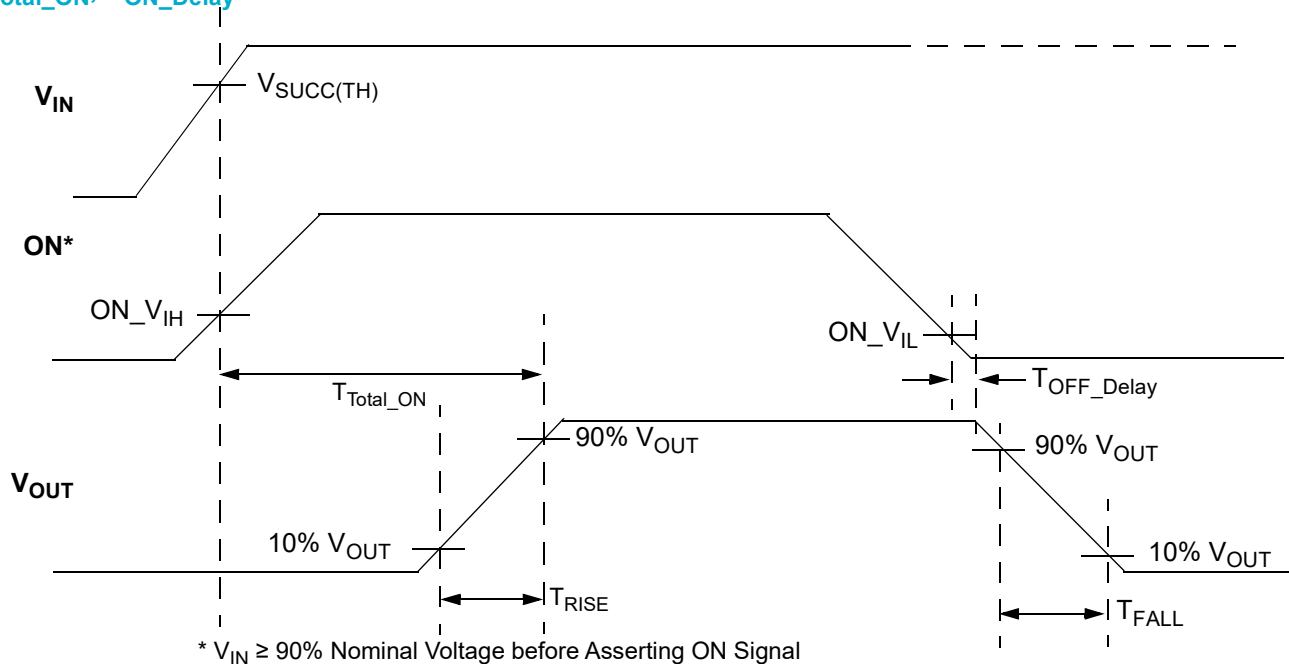 ON_Delay
V_IN
V_SUCC(TH)
ON*
ON_V_IH
ON_V_IL
T_Total_ON
T_OFF_Delay
90% V_OUT
90% V_OUT
V_OUT
10% V_OUT
10% V_OUT
T_RISE
T_FALL
* V_IN ≥ 90% Nominal Voltage before Asserting ON Signal